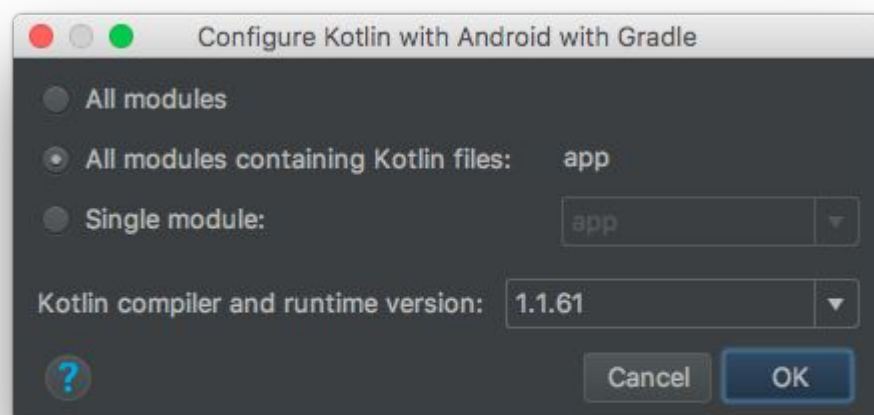 Configure Kotlin with Android with Gradle
All modules
All modules containing Kotlin files: app
Single module: app
Kotlin compiler and runtime version: 1.1.61
? Cancel OK